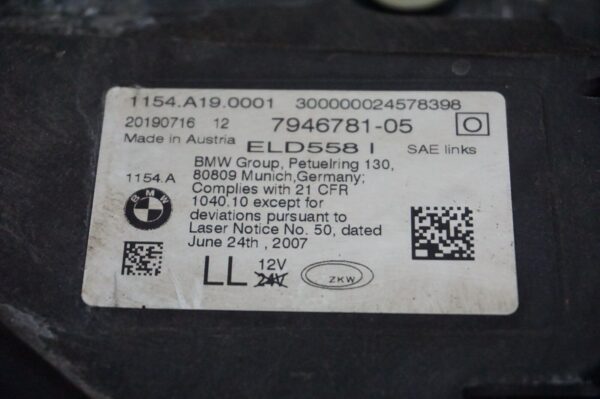 1154.A19.0001 300000024578398
20190716 12 7946781-05 O
Made in Austria ELD558 I SAE links
BMW Group, Petuelring 130,
1154.A 80809 Munich,Germany;
Complies with 21 CFR
BMW 1040.10 except for
deviations pursuant to
Laser Notice No. 50, dated
June 24th, 2007
LL 12V
24V ZKW